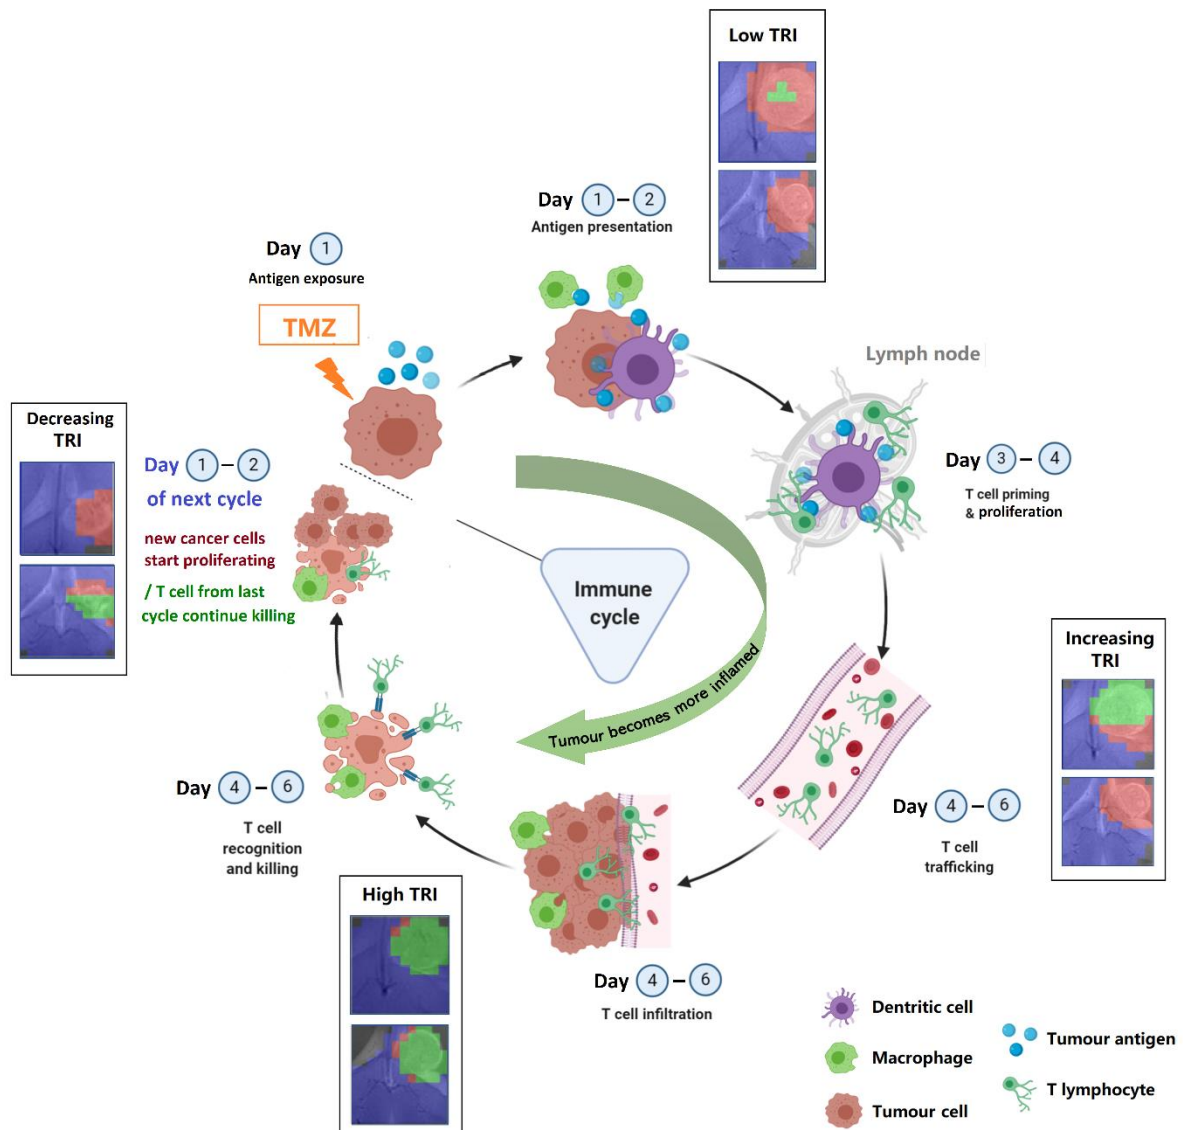 Low TRI
Day 1 – 2
Antigen presentation
Day 1
Antigen exposure
TMZ
Lymph node
Decreasing
TRI
Day 1 – 2
of next cycle
new cancer cells
start proliferating
/ T cell from last
cycle continue killing
Day 3 – 4
T cell priming
& proliferation
Immune
cycle
Tumour becomes more inflamed
Increasing
TRI
Day 4 – 6
T cell
trafficking
Day 4 – 6
T cell
recognition
and killing
High TRI
Day 4 – 6
T cell infiltration
Dentritic cell
Macrophage
Tumour cell
Tumour antigen
T lymphocyte